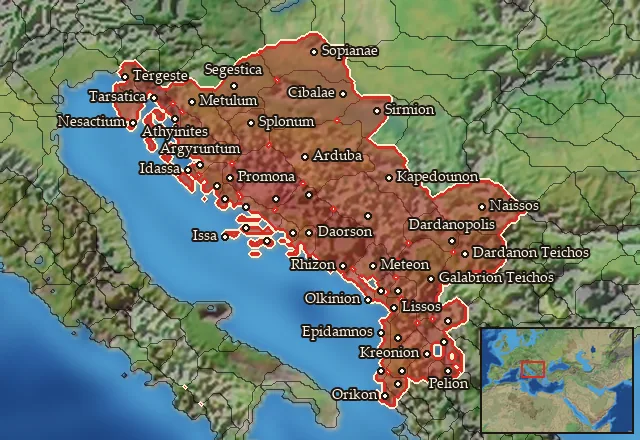 Sopianae
Segestica
Tergeste
Cibalae
Tarsatica
Metulum
Sirmion
Nesactium
Splonum
Athyinites
Argyruntum
Arduba
Idassa
Promona
Kapedounon
Naissos
Dardanopolis
Issa
Daorson
Dardanon Teichos
Rhizon
Meteon
Galabrion Teichos
Olkinion
Lissos
Epidamnos
Kreonion
Pelion
Orikon